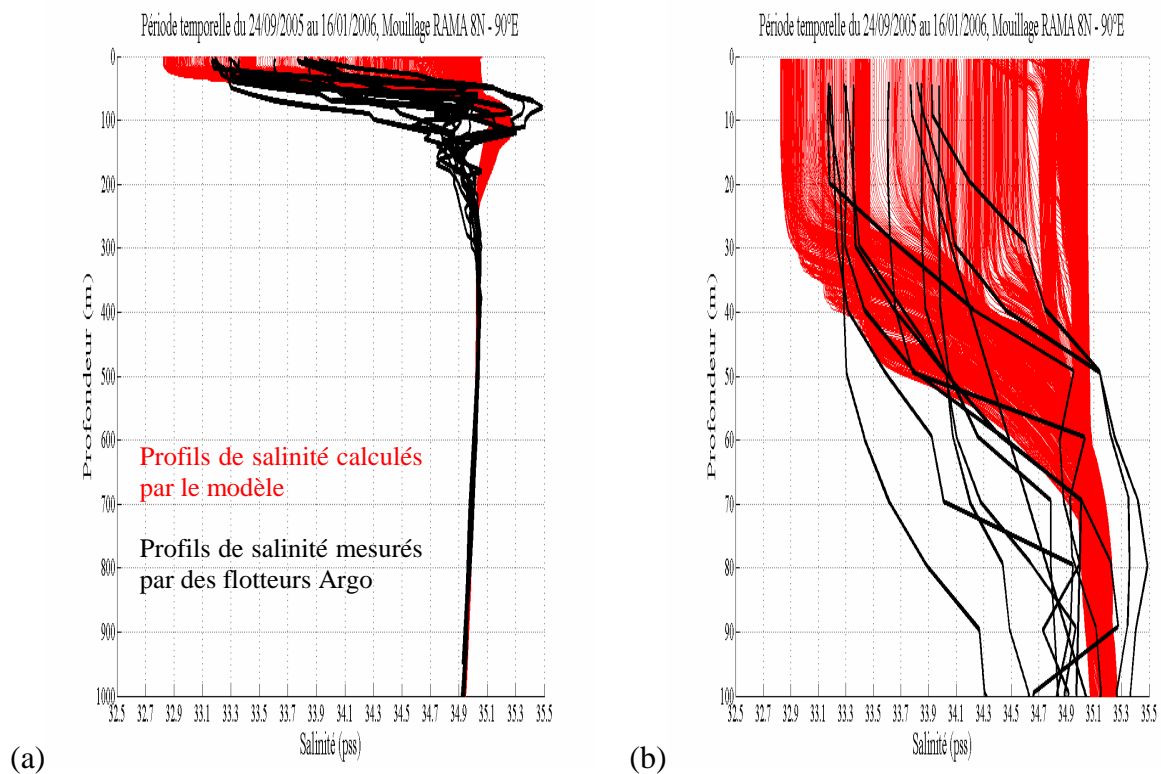 Période temporelle du 24/09/2005 au 16/01/2006, Mouillage RAMA 8N - 90°E
0
100
200
300
400
500
600
700
800
900
1000
Profondeur (m)
Profils de salinité calculés
par le modèle
Profils de salinité mesurés
par des flotteurs Argo
32.5 32.7 32.9 33.1 33.3 33.5 33.7 33.9 34.1 34.3 34.5 34.7 34.9 35.1 35.3 35.5
Salinité (pss)
(a)
Période temporelle du 24/09/2005 au 16/01/2006, Mouillage RAMA 8N - 90°E
0
10
20
30
40
50
60
70
80
90
100
Profondeur (m)
32.5 32.7 32.9 33.1 33.3 33.5 33.7 33.9 34.1 34.3 34.5 34.7 34.9 35.1 35.3 35.5
Salinité (pss)
(b)